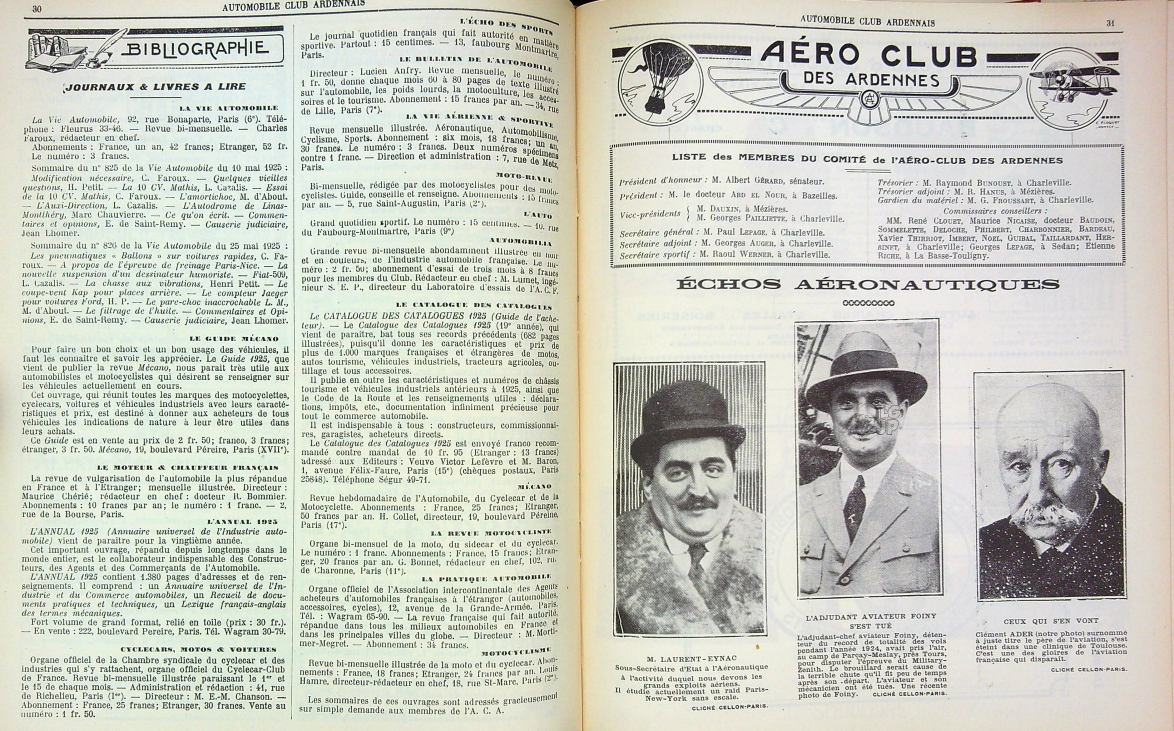 30
AUTOMOBILE CLUB ARDENNAIS
BIBLIOGRAPHIE
JOURNAUX & LIVRES A LIRE
LA VIE AUTOMOBILE
La Vie Automobile, 92, rue Bonaparte, Paris (6e). Télé-
phone : Fleurus 33-46. — Revue bi-mensuelle. — Charles
Faroux, rédacteur en chef.
Abonnements : France, un an, 42 francs; Etranger, 52 fr.
Le numéro : 3 francs.
Sommaire du n° 825 de la Vie Automobile du 10 mai 1925 :
Modification nécessaire, C. Faroux. - Quelques vieilles
questions, H. Petit. — La 10 CV. Mathis, L. Cazalis. — Essai
de la 10 CV. Mathis, C. Faroux. — L'amortichoc, M. d'About.
— L'Auxi-Direction, L. Cazalis. — L'Autodrome de Linas-
Montlhéry, Marc Chauvierre. — Ce qu'on écrit. — Commen-
taires et opinions, E. de Saint-Remy. — Causerie judiciaire,
Jean Lhomer.
Sommaire du n° 826 de la Vie Automobile du 25 mai 1925 :
Les pneumatiques « Ballons » sur voitures rapides, C. Fa-
roux. — A propos de l'épreuve de freinage Paris-Nice. — La
nouvelle suspension d'un dessinateur humoriste. — Fiat-509,
L. Cazalis. — La chasse aux vibrations, Henri Petit. — Le
coupe-vent Kap pour places arrière. — Le compteur Jaeger
pour voitures Ford, H. P. — Le pare-choc inaccrochable L. M.,
M. d'About. — Le filtrage de l'huile. — Commentaires et Opi-
nions, E. de Saint-Remy. — Causerie judiciaire, Jean Lhomer.
LE GUIDE MÉCANO
Pour faire un bon choix et un bon usage des véhicules, il
faut les connaître et savoir les apprécier. Le Guide 1925, que
vient de publier la revue Mécano, nous parait très utile aux
automobilistes et motocyclistes qui désirent se renseigner sur
les véhicules actuellement en cours.
Cet ouvrage, qui réunit toutes les marques des motocyclettes,
cyclecars, voitures et véhicules industriels avec leurs caracté-
ristiques et prix, est destiné à donner aux acheteurs de tous
véhicules les indications de nature à leur être utiles dans
leurs achats.
Ce Guide est en vente au prix de 2 fr. 50; franco, 3 francs;
étranger, 3 fr. 50. Mécano, 19, boulevard Péreire, Paris (XVIIe).
LE MOTEUR & CHAUFFEUR FRANÇAIS
La revue de vulgarisation de l'automobile la plus répandue
en France et à l'Etranger; mensuelle illustrée. Directeur :
Maurice Chérié; rédacteur en chef : docteur R. Bommier.
Abonnements : 10 francs par an; le numéro : 1 franc. — 2,
rue de la Bourse, Paris.
L'ANNUAL 1925
L'ANNUAL 1925 (Annuaire universel de l'Industrie auto-
mobile) vient de paraître pour la vingtième année.
Cet important ouvrage, répandu depuis longtemps dans le
monde entier, est le collaborateur indispensable des Construc-
teurs, des Agents et des Commerçants de l'Automobile.
L'ANNUAL 1925 contient 1.380 pages d'adresses et de ren-
seignements. Il comprend : un Annuaire universel de l'In-
dustrie et du Commerce automobiles, un Recueil de docu-
ments pratiques et techniques, un Lexique français-anglais
des termes mécaniques.
Fort volume de grand format, relié en toile (prix : 30 fr.).
— En vente : 222, boulevard Pereire, Paris. Tél. Wagram 30-79.
CYCLECARS, MOTOS & VOITURES
Organe officiel de la Chambre syndicale du cyclecar et des
industries qui s'y rattachent, organe officiel du Cyclecar-Club
de France. Revue bi-mensuelle illustrée paraissant le 1er et
le 15 de chaque mois. — Administration et rédaction : 41, rue
de Richelieu, Paris (1er). — Directeur : M. E.-M. Chanson. —
Abonnements : France, 25 francs; Etranger, 30 francs. Vente au
numéro : 1 fr. 50.
L'ÉCHO DES SPORTS
Le journal quotidien français qui fait autorité en matière
sportive. Partout : 15 centimes. — 13, faubourg Montmartre,
Paris.
LE BULLETIN DE L'AUTOMOBILE
Directeur : Lucien Anfry. Revue mensuelle, le numéro :
1 fr. 50, donne chaque mois 60 à 80 pages de texte illustré
sur l'automobile, les poids lourds, la motoculture, les acces-
soires et le tourisme. Abonnement : 15 francs par an. — 34, rue
de Lille, Paris (7e).
LA VIE AÉRIENNE & SPORTIVE
Revue mensuelle illustrée. Aéronautique, Automobilisme,
Cyclisme, Sports. Abonnement : six mois, 18 francs; un an,
30 francs. Le numéro : 3 francs. Deux numéros spécimens
contre 1 franc. — Direction et administration : 7, rue de Metz,
Paris.
MOTO-REVUE
Bi-mensuelle, rédigée par des motocyclistes pour des moto-
cyclistes. Guide, conseille et renseigne. Abonnements : 15 francs
par an. — 5, rue Saint-Augustin, Paris (2e).
L'AUTO
Grand quotidien sportif. Le numéro : 15 centimes. — 10, rue
du Faubourg-Montmartre, Paris (9e)
AUTOMOBILIA
Grande revue bi-mensuelle abondamment illustrée en noir
et en couleurs, de l'industrie automobile française. Le nu-
méro : 2 fr. 50; abonnement d'essai de trois mois à 8 francs
pour les membres du Club. Rédacteur en chef : M. Lumet, ingé-
nieur S. E. P., directeur du Laboratoire d'essais de l'A. C. F.
LE CATALOGUE DES CATALOGUES
Le CATALOGUE DES CATALOGUES 1925 (Guide de l'ache-
teur). — Le Catalogue des Catalogues 1925 (19e année), qui
vient de paraitre, bat tous ses records précédents (682 pages
illustrées), puisqu'il donne les caractéristiques et prix de
plus de 1.000 marques françaises et étrangères de motos,
autos tourisme, véhicules industriels, tracteurs agricoles, ou-
tillage et tous accessoires.
Il publie en outre les caractéristiques et numéros de châssis
tourisme et véhicules industriels antérieurs à 1925, ainsi que
le Code de la Route et les renseignements utiles : déclara-
tions, impôts, etc., documentation infiniment précieuse pour
tout le commerce automobile.
Il est indispensable à tous : constructeurs, commissionnai-
res, garagistes, acheteurs directs.
Le Catalogue des Catalogues 1925 est envoyé franco recom-
mandé contre mandat de 10 fr. 95 (Etranger : 13 francs)
adressé aux Editeurs : Veuve Victor Lefèvre et M. Baron,
1, avenue Félix-Faure, Paris (15e) (chèques postaux, Paris
25848). Téléphone Ségur 49-71.
MÉCANO
Revue hebdomadaire de l'Automobile, du Cyclecar et de la
Motocyclette. Abonnements : France, 25 francs; Etranger,
50 francs par an. H. Collet, directeur, 19, boulevard Péreire,
Paris (17e).
LA REVUE MOTOCYCLISTE
Organe bi-mensuel de la moto, du sidecar et du cyclecar.
Le numéro : 1 franc. Abonnements : France, 15 francs; Etran-
ger, 20 francs par an. G. Bonnel, rédacteur en chef, 102, rue
de Charonne, Paris (11e).
LA PRATIQUE AUTOMOBILE
Organe officiel de l'Association intercontinentale des Agents
acheteurs d'automobiles français à l'étranger (automobiles,
accessoires, cycles), 12, avenue de la Grande-Armée, Paris.
Tél. : Wagram 65-90. — La revue française qui fait autorité,
répandue dans tous les milieux automobiles en France et
dans les principales villes du globe. — Directeur : M. Morti-
mer-Megret. — Abonnement : 34 francs.
MOTOCYCLISME
Revue bi-mensuelle illustrée de la moto et du cyclecar. Abon-
nements : France, 18 francs; Etranger, 24 francs par an. Louis
Hamre, directeur-rédacteur en chef, 18, rue St-Marc, Paris (2e).
Les sommaires de ces ouvrages sont adressés gracieusement
sur simple demande aux membres de l'A. C. A.
AUTOMOBILE CLUB ARDENNAIS
31
AÉRO CLUB
DES ARDENNES
LISTE des MEMBRES DU COMITÉ de l'AÉRO-CLUB DES ARDENNES
Président d'honneur : M. Albert GÉRARD, sénateur.
Président : M. le docteur ABD EL NOUR, à Bazeilles.
Vice-présidents { M. DAUXIN, à Mézières.
M. Georges PAILLETTE, à Charleville.
Secrétaire général : M. Paul LEPAGE, à Charleville.
Secrétaire adjoint : M. Georges AUGER, à Charleville.
Secrétaire sportif : M. Raoul WERNER, à Charleville.
Trésorier : M. Raymond BUNOUST, à Charleville.
Trésorier adjoint : M. R. HANUS, à Mézières.
Gardien du matériel : M. G. FROUSSART, à Charleville.
Commissaires conseillers :
MM. René CLOUET, Maurice NICAISE, docteur BAUDOIN,
SOMMELETTE, DELOCHE, PHILBERT, CHARBONNIER, BARDEAU,
Xavier THIRIOT, IMBERT, NOEL, GUIBAL, TAILLARDANT, HER-
SINET, à Charleville; Georges LEPAGE, à Sedan; Etienne
RICHE, à La Basse-Touligny.
ÉCHOS AÉRONAUTIQUES
M. LAURENT-EYNAC
Sous-Secrétaire d'Etat à l'Aéronautique
à l'activité duquel nous devons les
grands exploits aériens.
Il étudie actuellement un raid Paris-
New-York sans escale.
CLICHÉ CELLON-PARIS.
L'ADJUDANT AVIATEUR FOINY
S'EST TUÉ
L'adjudant-chef aviateur Foiny, déten-
teur du record de totalité des vols
pendant l'année 1924, avait pris l'air,
au camp de Parçay-Meslay, près Tours,
pour disputer l'épreuve du Military-
Zenith. Le brouillard serait cause de
la terrible chute qu'il fit peu de temps
après son départ. L'aviateur et son
mécanicien ont été tués. Une récente
photo de Foiny. CLICHÉ CELLON-PARIS.
CEUX QUI S'EN VONT
Clément ADER (notre photo) surnommé
à juste titre le père de l'aviation, s'est
éteint dans une clinique de Toulouse.
C'est une des gloires de l'aviation
française qui disparaît.
CLICHÉ CELLON-PARIS.